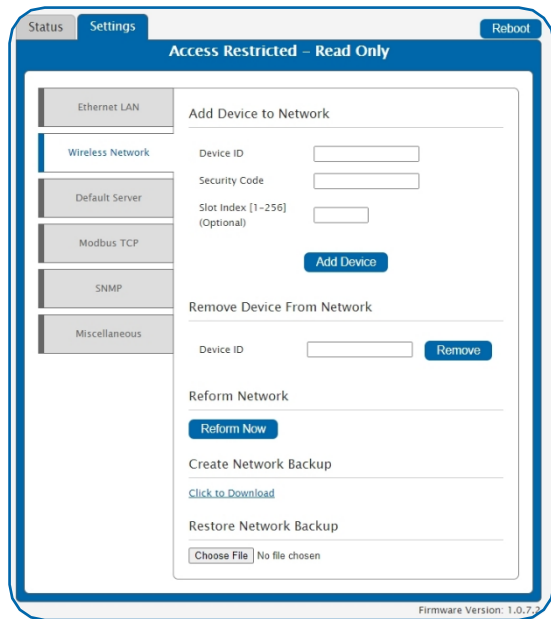 Status
Settings
Reboot
Access Restricted – Read Only
Ethernet LAN
Wireless Network
Default Server
Modbus TCP
SNMP
Miscellaneous
Add Device to Network
Device ID
Security Code
Slot Index [1–256]
(Optional)
Add Device
Remove Device From Network
Device ID
Remove
Reform Network
Reform Now
Create Network Backup
Click to Download
Restore Network Backup
Choose File No file chosen
Firmware Version: 1.0.7.2